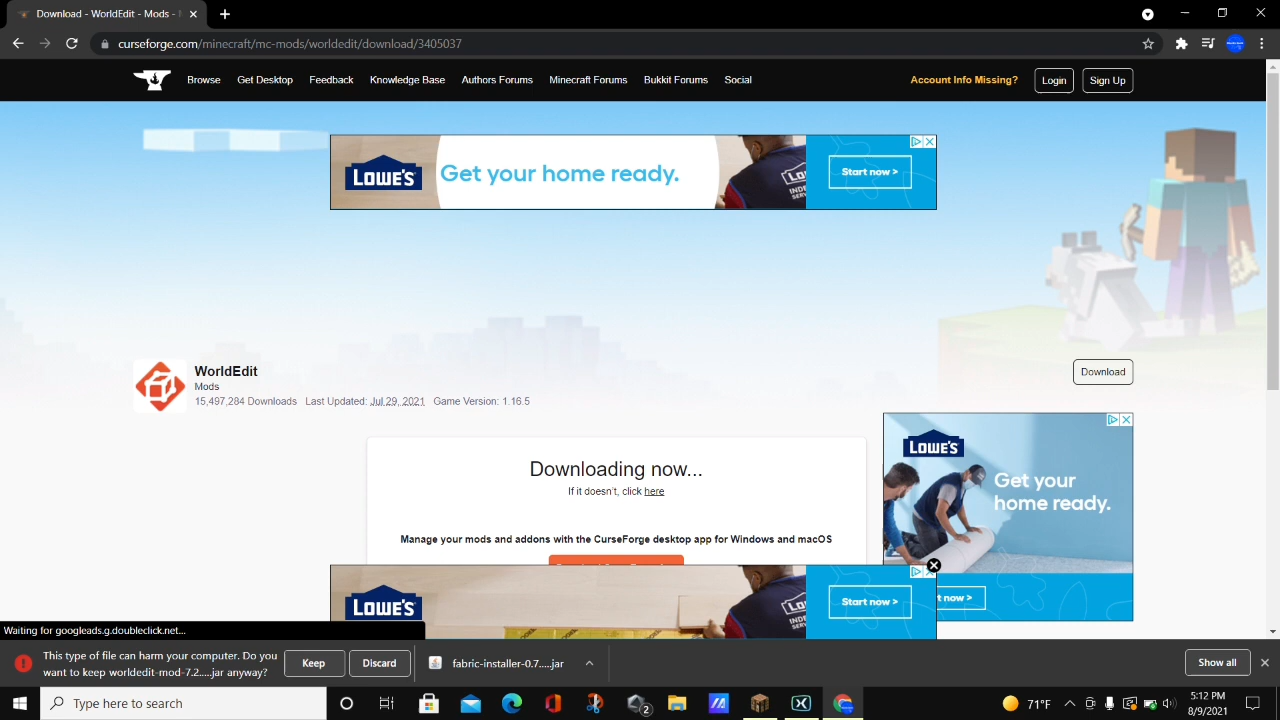 Download - WorldEdit - Mods -
curseforge.com/minecraft/mc-mods/worldedit/download/3405037
Browse Get Desktop Feedback Knowledge Base Authors Forums Minecraft Forums Bukkit Forums Social Account Info Missing? Login Sign Up
LOWE'S Get your home ready. Start now >
WorldEdit
Mods
Download
15,497,284 Downloads Last Updated: Jul 29, 2021 Game Version: 1.16.5
Downloading now...
If it doesn't, click here
Manage your mods and addons with the CurseForge desktop app for Windows and macOS
LOWE'S
Get your
home ready.
LOWE'S Start now >
t now >
Waiting for googleads.g.doubleclick.net...
This type of file can harm your computer. Do you
want to keep worldedit-mod-7.2....jar anyway?
Keep Discard
fabric-installer-0.7....jar
Show all
Type here to search
2
71°F
5:12 PM
8/9/2021